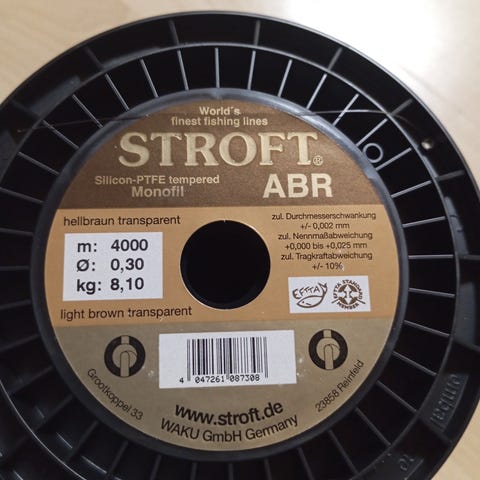 World's
finest fishing lines
STROFT®
Silicon-PTFE tempered
Monofil
ABR
hellbraun transparent
m: 4000
Ø: 0,30
kg: 8,10
light brown transparent
zul. Durchmesserschwankung
+/- 0,002 mm
zul. Nennmaßabweichung
+0,000 bis +0,025 mm
zul. Tragkraftabweichung
+/- 10%
EFTTA
4 047261 087308
Grootkoppel 33
23858 Reinfeld
www.stroft.de
WAKU GmbH Germany